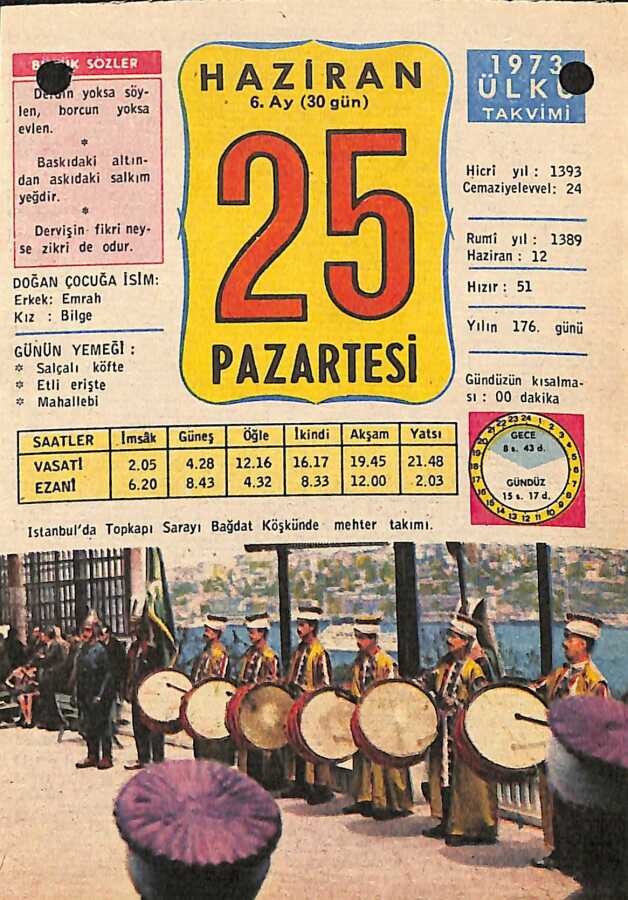 SÖZLER
yoksa söy-
len, borcun yoksa
evlen.
*
Baskıdaki altın-
dan askıdaki salkım
yeğdir.
*
Dervişin fikri ney-
se zikri de odur.
DOĞAN ÇOCUĞA İSİM:
Erkek: Emrah
Kız : Bilge
GÜNÜN YEMEĞİ :
* Salçalı köfte
* Etli erişte
* Mahallebi
HAZİRAN
6. Ay (30 gün)
25
PAZARTESİ
1973
ÜLKÜ
TAKVİMİ
Hicrî yıl : 1393
Cemaziyelevvel: 24
Rumî yıl : 1389
Haziran : 12
Hızır : 51
Yılın 176. günü
Gündüzün kısalma-
sı : 00 dakika
SAATLER İmsâk Güneş Öğle İkindi Akşam Yatsı
VASATÎ 2.05 4.28 12.16 16.17 19.45 21.48
EZANÎ 6.20 8.43 4.32 8.33 12.00 2.03
GECE
8 s. 43 d.
GÜNDÜZ
15 s. 17 d.
İstanbul'da Topkapı Sarayı Bağdat Köşkünde mehter takımı.